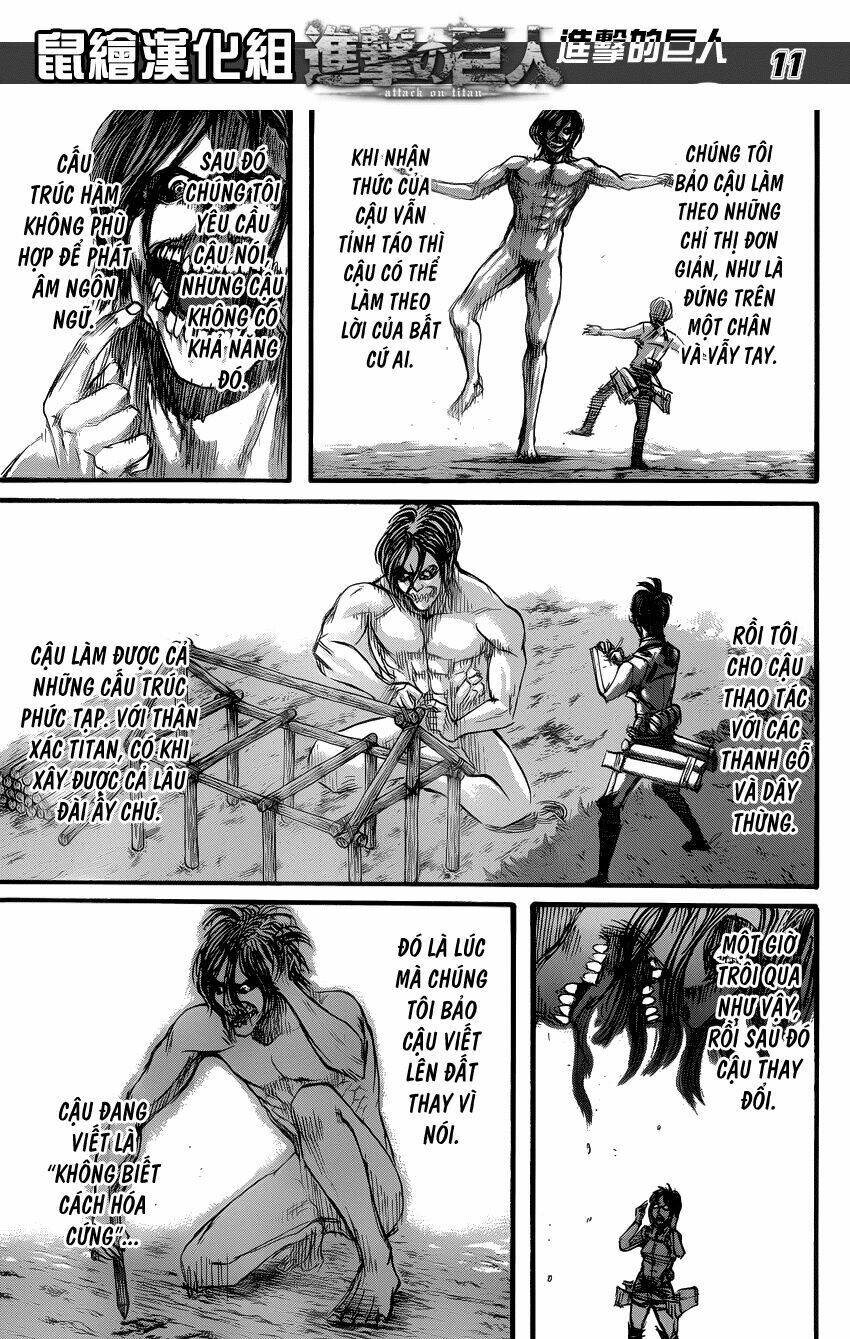 鼠繪漢化組
進撃の巨人
attack on titan
進擊的巨人
11
CHÚNG TÔI
BẢO CẬU LÀM
THEO NHỮNG
CHỈ THỊ ĐƠN
GIẢN, NHƯ LÀ
ĐỨNG TRÊN
MỘT CHÂN
VÀ VẪY TAY.
KHI NHẬN
THỨC CỦA
CẬU VẪN
TỈNH TÁO THÌ
CẬU CÓ THỂ
LÀM THEO
LỜI CỦA BẤT
CỨ AI.
SAU ĐÓ
CHÚNG TÔI
YÊU CẦU
CẬU NÓI,
NHƯNG CẬU
KHÔNG CÓ
KHẢ NĂNG
ĐÓ.
CẤU
TRÚC HÀM
KHÔNG PHÙ
HỢP ĐỂ PHÁT
ÂM NGÔN
NGỮ.
RỒI TÔI
CHO CẬU
THAO TÁC
VỚI CÁC
THANH GỖ
VÀ DÂY
THỪNG.
CẬU LÀM ĐƯỢC CẢ
NHỮNG CẤU TRÚC
PHỨC TẠP. VỚI THÂN
XÁC TITAN, CÓ KHI
XÂY ĐƯỢC CẢ LÂU
ĐÀI ẤY CHỨ.
MỘT GIỜ
TRÔI QUA
NHƯ VẬY,
RỒI SAU ĐÓ
CẬU THAY
ĐỔI.
ĐÓ LÀ LÚC
MÀ CHÚNG
TÔI BẢO
CẬU VIẾT
LÊN ĐẤT
THAY VÌ
NÓI.
CẬU ĐANG
VIẾT LÀ
“KHÔNG BIẾT
CÁCH HÓA
CỨNG”...